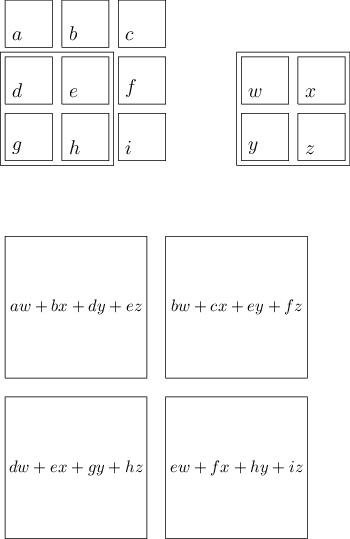 a b c
d e f w x
g h i y z
aw + bx + dy + ez bw + cx + ey + fz
dw + ex + gy + hz ew + fx + hy + iz